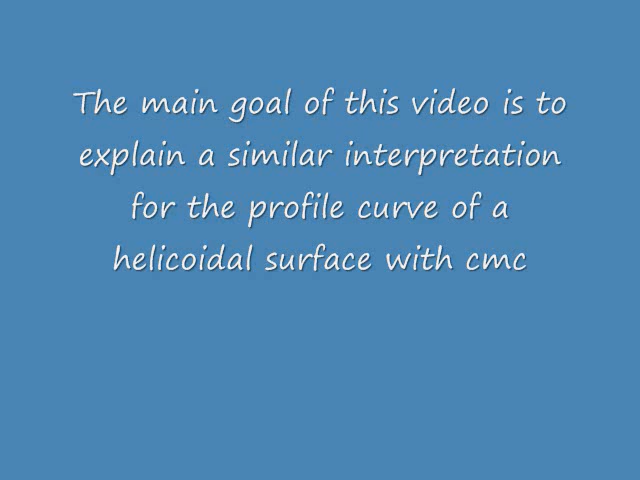 The main goal of this video is to
explain a similar interpretation
for the profile curve of a
helicoidal surface with cmc